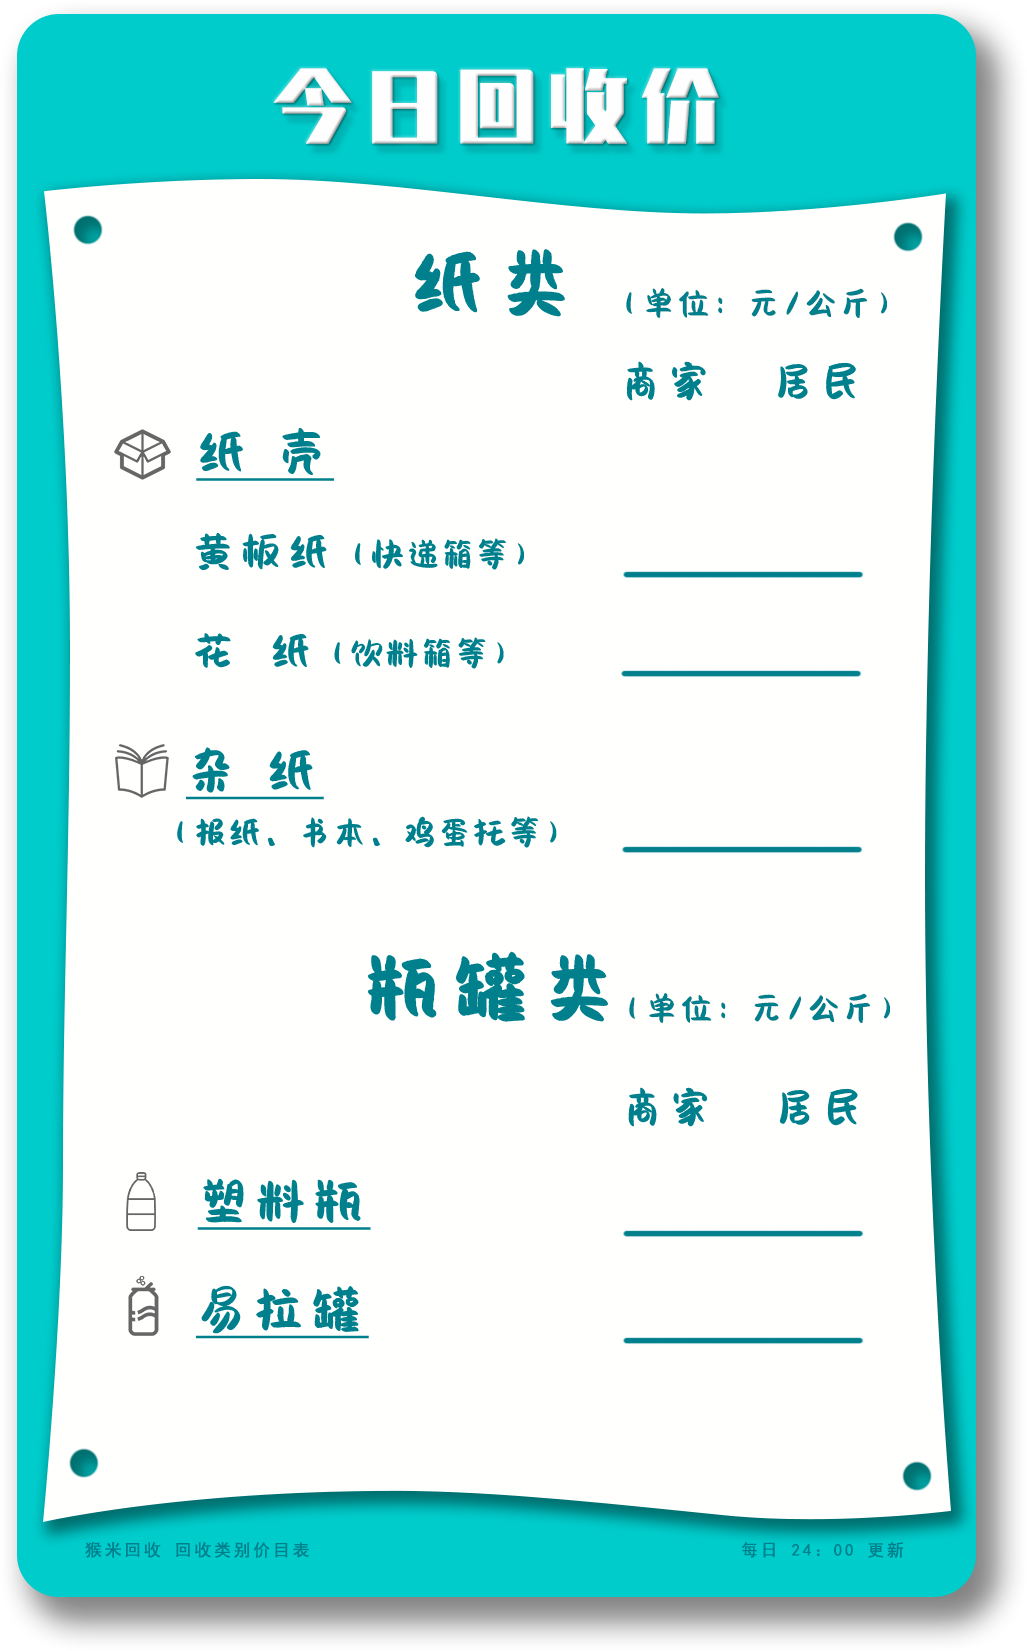 今日回收价
纸类 （单位：元/公斤）
商家 居民
纸 壳
黄板纸（快递箱等）
花 纸（饮料箱等）
杂 纸
（报纸、书本、鸡蛋托等）
瓶罐类（单位：元/公斤）
商家 居民
塑料瓶
易拉罐
猴米回收 回收类别价目表
每日 24：00 更新